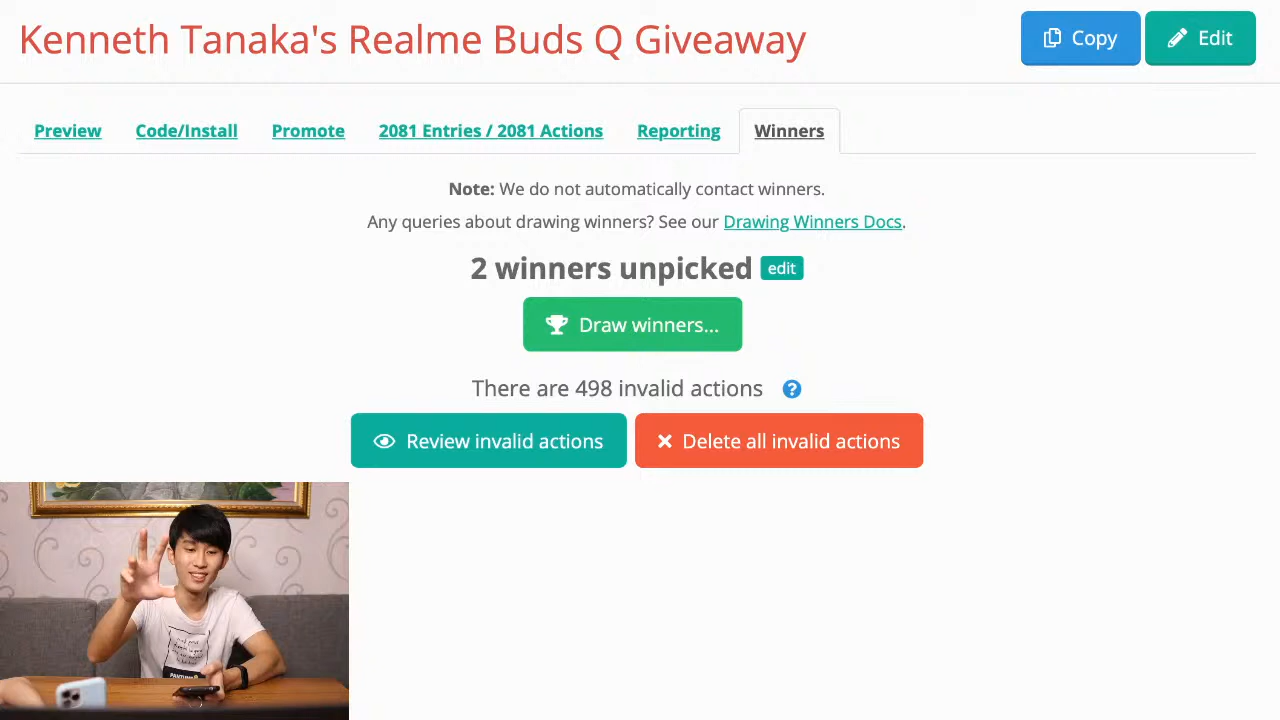 Kenneth Tanaka's Realme Buds Q Giveaway
Copy
Edit
Preview
Code/Install
Promote
2081 Entries / 2081 Actions
Reporting
Winners
Note: We do not automatically contact winners.
Any queries about drawing winners? See our Drawing Winners Docs.
2 winners unpicked edit
Draw winners...
There are 498 invalid actions ?
Review invalid actions
Delete all invalid actions